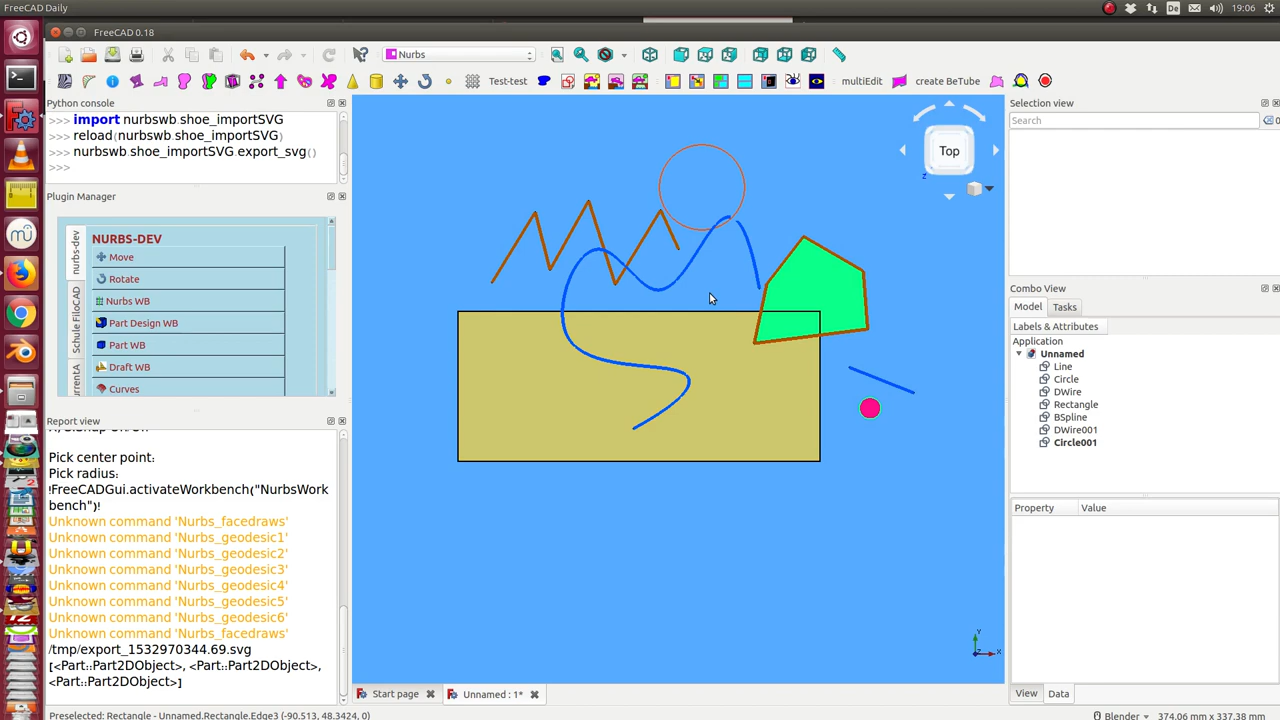 FreeCAD Daily
De
19:06
FreeCAD 0.18
Nurbs
Test-test
multiEdit
create BeTube
Python console
>>> import nurbswb.shoe_importSVG
>>> reload(nurbswb.shoe_importSVG)
>>> nurbswb.shoe_importSVG.export_svg()
>>>
Plugin Manager
nurbs-dev
Schule FiloCAD
NURBS-DEV
Move
Rotate
Nurbs WB
Part Design WB
Part WB
Draft WB
Curves
Report view
Pick center point:
Pick radius:
!FreeCADGui.activateWorkbench("NurbsWork
bench")!
Unknown command 'Nurbs_facedraws'
Unknown command 'Nurbs_geodesic1'
Unknown command 'Nurbs_geodesic2'
Unknown command 'Nurbs_geodesic3'
Unknown command 'Nurbs_geodesic4'
Unknown command 'Nurbs_geodesic5'
Unknown command 'Nurbs_geodesic6'
Unknown command 'Nurbs_facedraws'
/tmp/export_1532970344.69.svg
[<Part::Part2DObject>, <Part::Part2DObject>,
<Part::Part2DObject>]
Top
Z
Y
X
Start page
Unnamed : 1*
Selection view
Search
Combo View
Model
Tasks
Labels & Attributes
Application
Unnamed
Line
Circle
DWire
Rectangle
BSpline
DWire001
Circle001
Property
Value
View
Data
Preselected: Rectangle - Unnamed.Rectangle.Edge3 (-90.513, 48.3424, 0)
Blender
374.06 mm x 337.38 mm